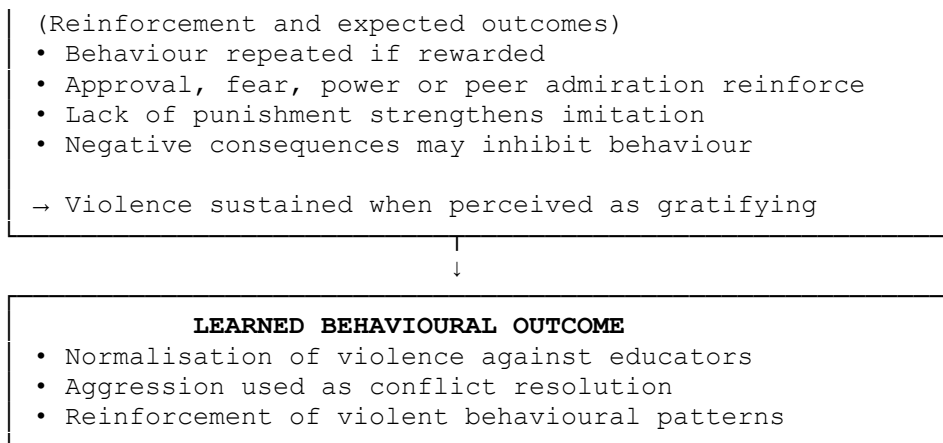 (Reinforcement and expected outcomes)
• Behaviour repeated if rewarded
• Approval, fear, power or peer admiration reinforce
• Lack of punishment strengthens imitation
• Negative consequences may inhibit behaviour
→ Violence sustained when perceived as gratifying
↓
LEARNED BEHAVIOURAL OUTCOME
• Normalisation of violence against educators
• Aggression used as conflict resolution
• Reinforcement of violent behavioural patterns